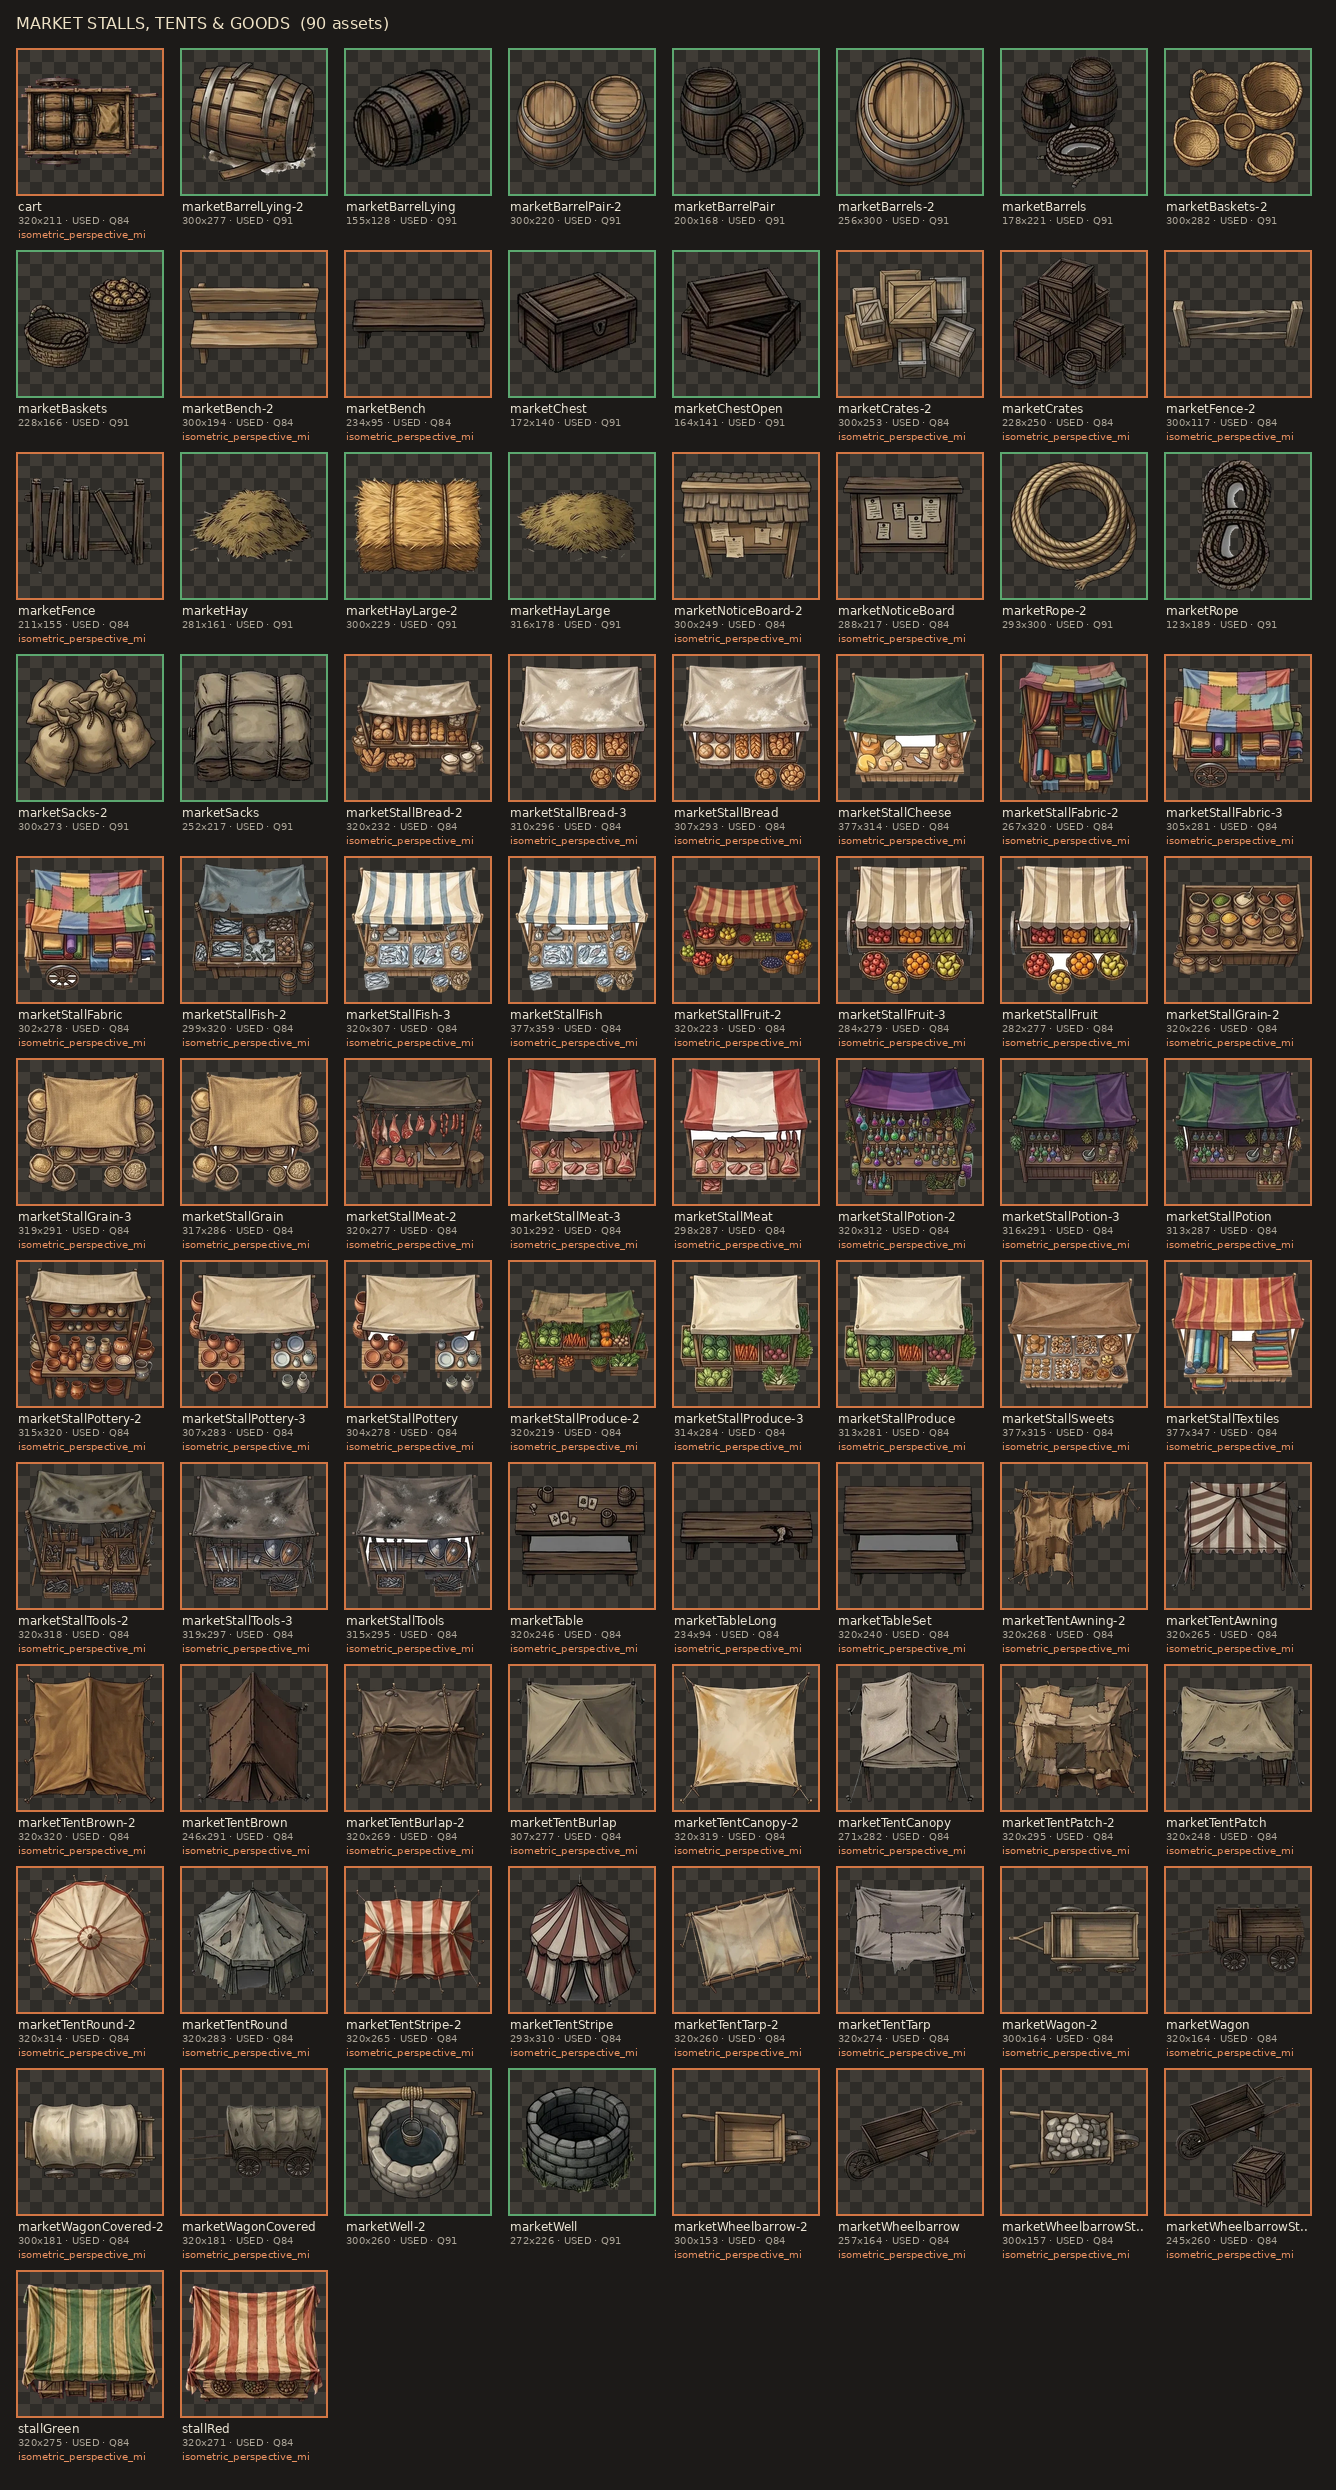 MARKET STALLS, TENTS & GOODS (90 assets)
cart
320x211 · USED · Q84
isometric_perspective_mi
marketBarrelLying-2
300x277 · USED · Q91
marketBarrelLying
155x128 · USED · Q91
marketBarrelPair-2
300x220 · USED · Q91
marketBarrelPair
200x168 · USED · Q91
marketBarrels-2
256x300 · USED · Q91
marketBarrels
178x221 · USED · Q91
marketBaskets-2
300x282 · USED · Q91
marketBaskets
228x166 · USED · Q91
marketBench-2
300x194 · USED · Q84
isometric_perspective_mi
marketBench
234x95 · USED · Q84
isometric_perspective_mi
marketChest
172x140 · USED · Q91
marketChestOpen
164x141 · USED · Q91
marketCrates-2
300x253 · USED · Q84
isometric_perspective_mi
marketCrates
228x250 · USED · Q84
isometric_perspective_mi
marketFence-2
300x117 · USED · Q84
isometric_perspective_mi
marketFence
211x155 · USED · Q84
isometric_perspective_mi
marketHay
281x161 · USED · Q91
marketHayLarge-2
300x229 · USED · Q91
marketHayLarge
316x178 · USED · Q91
marketNoticeBoard-2
300x249 · USED · Q84
isometric_perspective_mi
marketNoticeBoard
288x217 · USED · Q84
isometric_perspective_mi
marketRope-2
293x300 · USED · Q91
marketRope
123x189 · USED · Q91
marketSacks-2
300x273 · USED · Q91
marketSacks
252x217 · USED · Q91
marketStallBread-2
320x232 · USED · Q84
isometric_perspective_mi
marketStallBread-3
310x296 · USED · Q84
isometric_perspective_mi
marketStallBread
307x293 · USED · Q84
isometric_perspective_mi
marketStallCheese
377x314 · USED · Q84
isometric_perspective_mi
marketStallFabric-2
267x320 · USED · Q84
isometric_perspective_mi
marketStallFabric-3
305x281 · USED · Q84
isometric_perspective_mi
marketStallFabric
302x278 · USED · Q84
isometric_perspective_mi
marketStallFish-2
299x320 · USED · Q84
isometric_perspective_mi
marketStallFish-3
320x307 · USED · Q84
isometric_perspective_mi
marketStallFish
377x359 · USED · Q84
isometric_perspective_mi
marketStallFruit-2
320x223 · USED · Q84
isometric_perspective_mi
marketStallFruit-3
284x279 · USED · Q84
isometric_perspective_mi
marketStallFruit
282x277 · USED · Q84
isometric_perspective_mi
marketStallGrain-2
320x226 · USED · Q84
isometric_perspective_mi
marketStallGrain-3
319x291 · USED · Q84
isometric_perspective_mi
marketStallGrain
317x286 · USED · Q84
isometric_perspective_mi
marketStallMeat-2
320x277 · USED · Q84
isometric_perspective_mi
marketStallMeat-3
301x292 · USED · Q84
isometric_perspective_mi
marketStallMeat
298x287 · USED · Q84
isometric_perspective_mi
marketStallPotion-2
320x312 · USED · Q84
isometric_perspective_mi
marketStallPotion-3
316x291 · USED · Q84
isometric_perspective_mi
marketStallPotion
313x287 · USED · Q84
isometric_perspective_mi
marketStallPottery-2
315x320 · USED · Q84
isometric_perspective_mi
marketStallPottery-3
307x283 · USED · Q84
isometric_perspective_mi
marketStallPottery
304x278 · USED · Q84
isometric_perspective_mi
marketStallProduce-2
320x219 · USED · Q84
isometric_perspective_mi
marketStallProduce-3
314x284 · USED · Q84
isometric_perspective_mi
marketStallProduce
313x281 · USED · Q84
isometric_perspective_mi
marketStallSweets
377x315 · USED · Q84
isometric_perspective_mi
marketStallTextiles
377x347 · USED · Q84
isometric_perspective_mi
marketStallTools-2
320x318 · USED · Q84
isometric_perspective_mi
marketStallTools-3
319x297 · USED · Q84
isometric_perspective_mi
marketStallTools
315x295 · USED · Q84
isometric_perspective_mi
marketTable
320x246 · USED · Q84
isometric_perspective_mi
marketTableLong
234x94 · USED · Q84
isometric_perspective_mi
marketTableSet
320x240 · USED · Q84
isometric_perspective_mi
marketTentAwning-2
320x268 · USED · Q84
isometric_perspective_mi
marketTentAwning
320x265 · USED · Q84
isometric_perspective_mi
marketTentBrown-2
320x320 · USED · Q84
isometric_perspective_mi
marketTentBrown
246x291 · USED · Q84
isometric_perspective_mi
marketTentBurlap-2
320x269 · USED · Q84
isometric_perspective_mi
marketTentBurlap
307x277 · USED · Q84
isometric_perspective_mi
marketTentCanopy-2
320x319 · USED · Q84
isometric_perspective_mi
marketTentCanopy
271x282 · USED · Q84
isometric_perspective_mi
marketTentPatch-2
320x295 · USED · Q84
isometric_perspective_mi
marketTentPatch
320x248 · USED · Q84
isometric_perspective_mi
marketTentRound-2
320x314 · USED · Q84
isometric_perspective_mi
marketTentRound
320x283 · USED · Q84
isometric_perspective_mi
marketTentStripe-2
320x265 · USED · Q84
isometric_perspective_mi
marketTentStripe
293x310 · USED · Q84
isometric_perspective_mi
marketTentTarp-2
320x260 · USED · Q84
isometric_perspective_mi
marketTentTarp
320x274 · USED · Q84
isometric_perspective_mi
marketWagon-2
300x164 · USED · Q84
isometric_perspective_mi
marketWagon
320x164 · USED · Q84
isometric_perspective_mi
marketWagonCovered-2
300x181 · USED · Q84
isometric_perspective_mi
marketWagonCovered
320x181 · USED · Q84
isometric_perspective_mi
marketWell-2
300x260 · USED · Q91
marketWell
272x226 · USED · Q91
marketWheelbarrow-2
300x153 · USED · Q84
isometric_perspective_mi
marketWheelbarrow
257x164 · USED · Q84
isometric_perspective_mi
marketWheelbarrowSt..
300x157 · USED · Q84
isometric_perspective_mi
marketWheelbarrowSt..
245x260 · USED · Q84
isometric_perspective_mi
stallGreen
320x275 · USED · Q84
isometric_perspective_mi
stallRed
320x271 · USED · Q84
isometric_perspective_mi